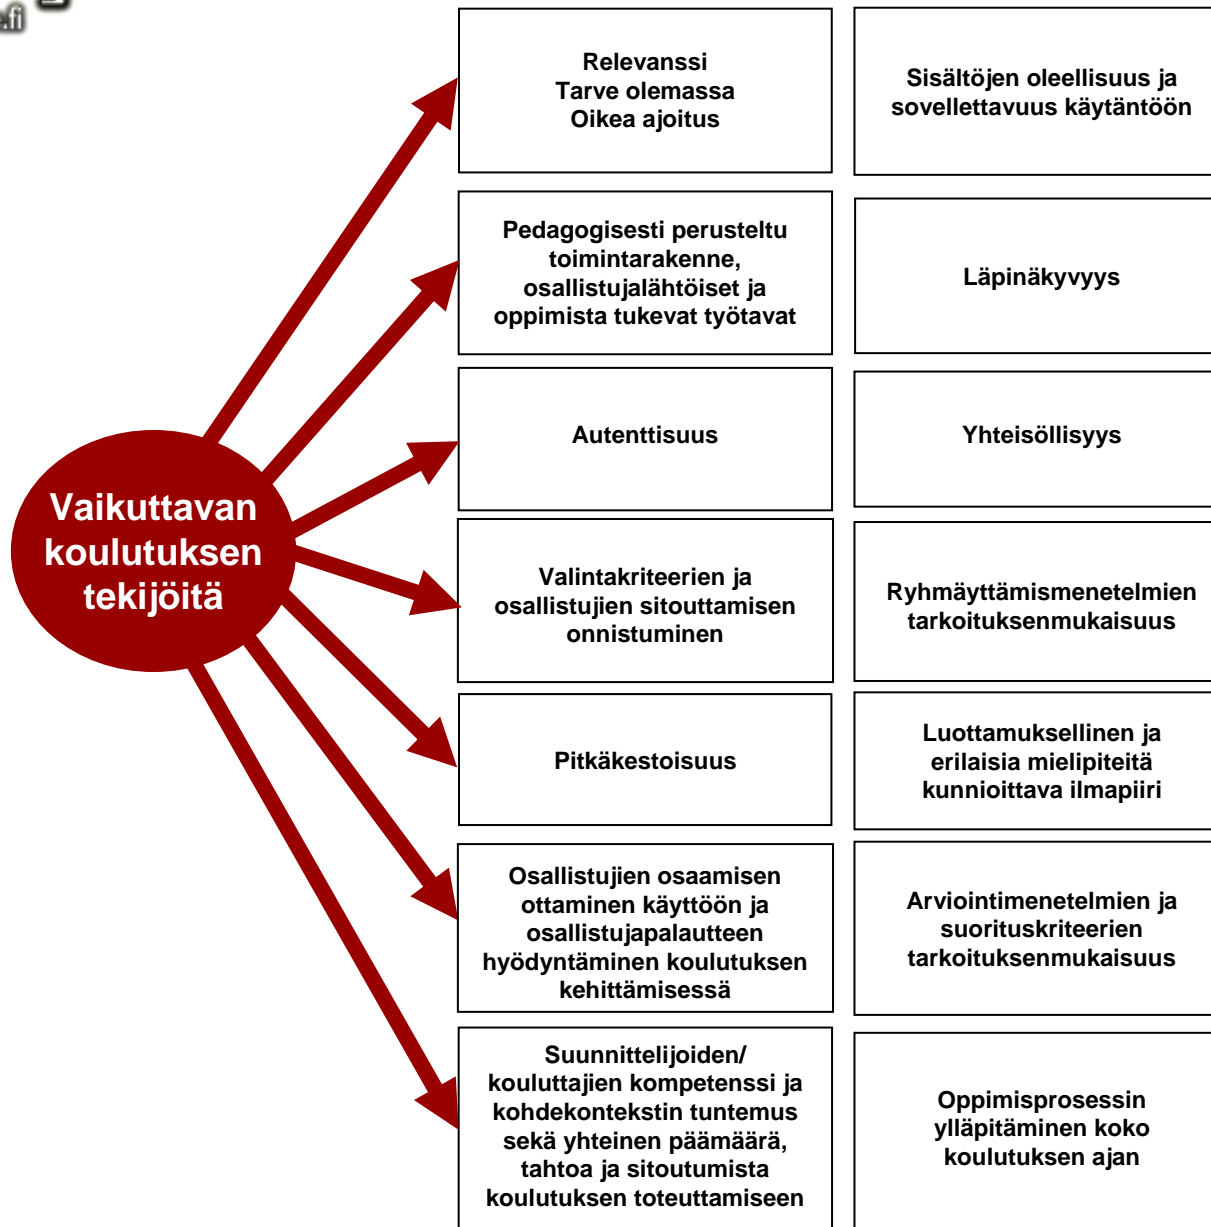 .fi
Relevanssi
Tarve olemassa
Oikea ajoitus
Sisältöjen oleellisuus ja
sovellettavuus käytäntöön
Pedagogisesti perusteltu
toimintarakenne,
osallistujalähtöiset ja
oppimista tukevat työtavat
Läpinäkyvyys
Autenttisuus
Yhteisöllisyys
Vaikuttavan
koulutuksen
tekijöitä
Valintakriteerien ja
osallistujien sitouttamisen
onnistuminen
Ryhmäyttämismenetelmien
tarkoituksenmukaisuus
Pitkäkestoisuus
Luottamuksellinen ja
erilaisia mielipiteitä
kunnioittava ilmapiiri
Osallistujien osaamisen
ottaminen käyttöön ja
osallistujapalautteen
hyödyntäminen koulutuksen
kehittämisessä
Arviointimenetelmien ja
suorituskriteerien
tarkoituksenmukaisuus
Suunnittelijoiden/
kouluttajien kompetenssi ja
kohdekontekstin tuntemus
sekä yhteinen päämäärä,
tahtoa ja sitoutumista
koulutuksen toteuttamiseen
Oppimisprosessin
ylläpitäminen koko
koulutuksen ajan